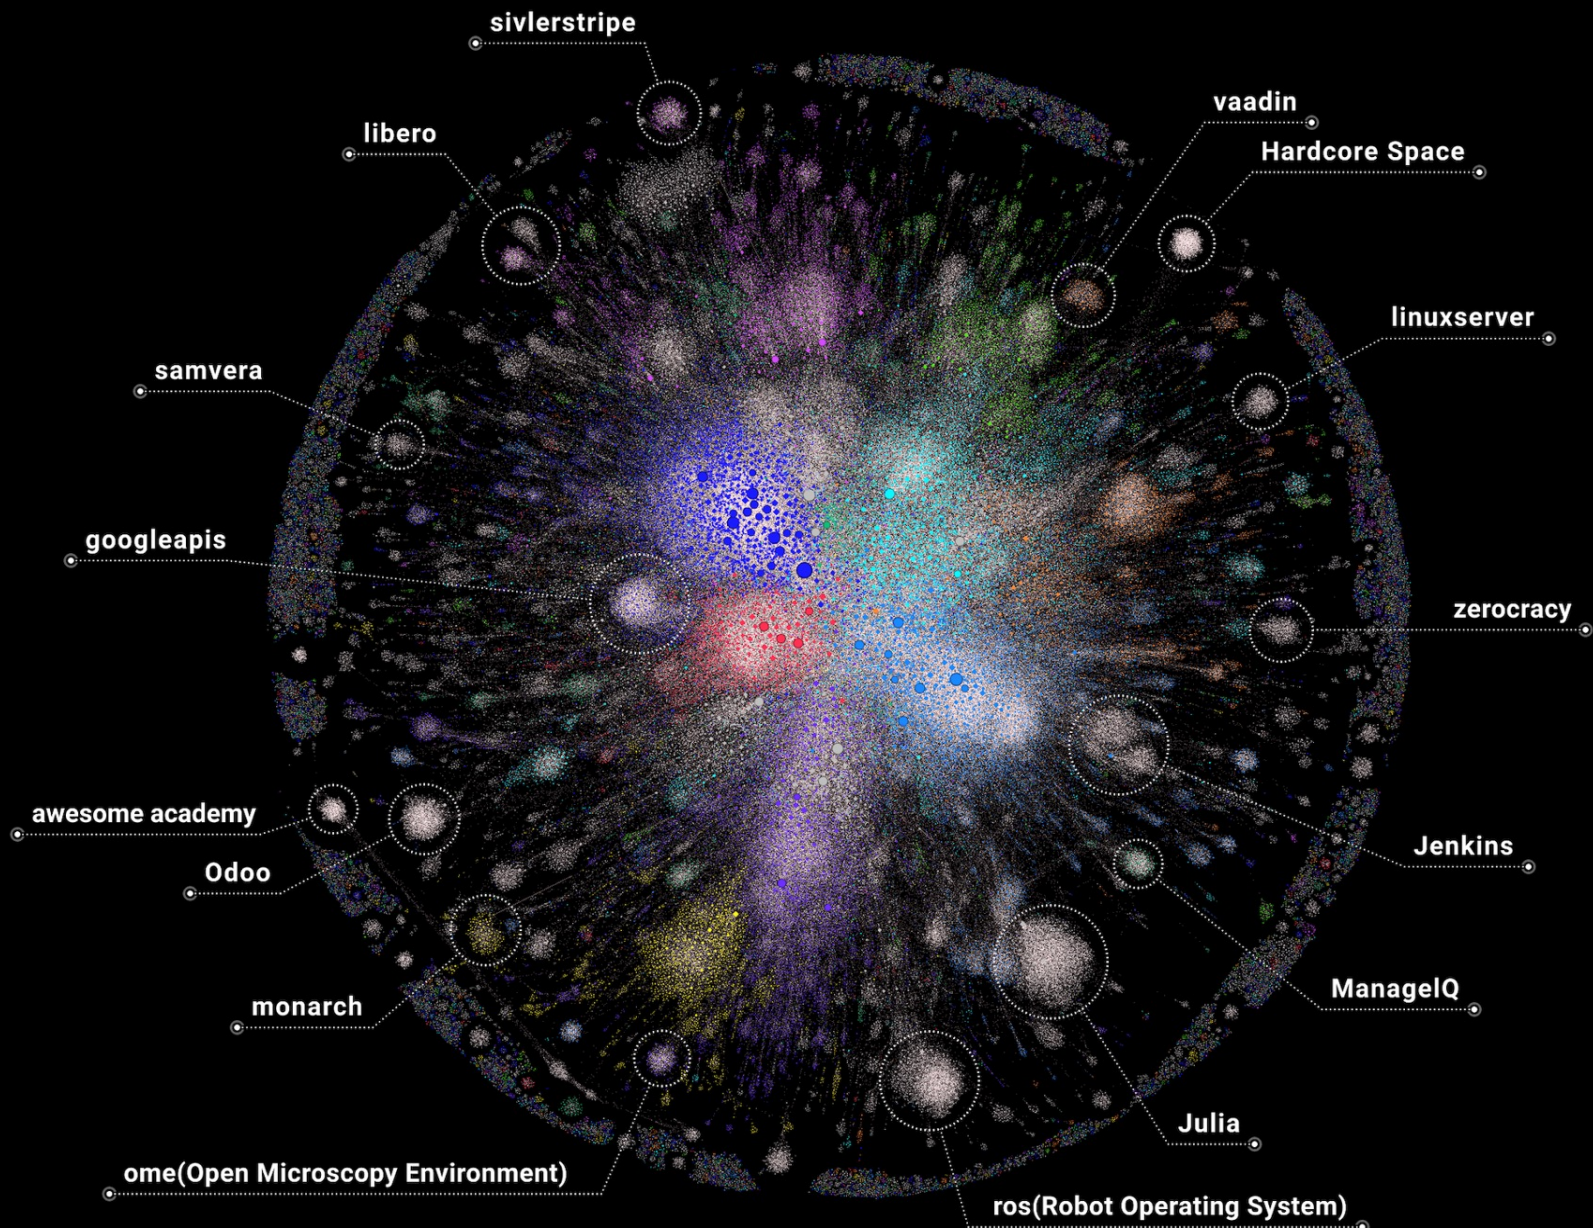 sivlerstripe
vaadin
libero
Hardcore Space
linuxserver
samvera
googleapis
zerocracy
awesome academy
Jenkins
Odoo
ManageIQ
monarch
Julia
ome(Open Microscopy Environment)
ros(Robot Operating System)